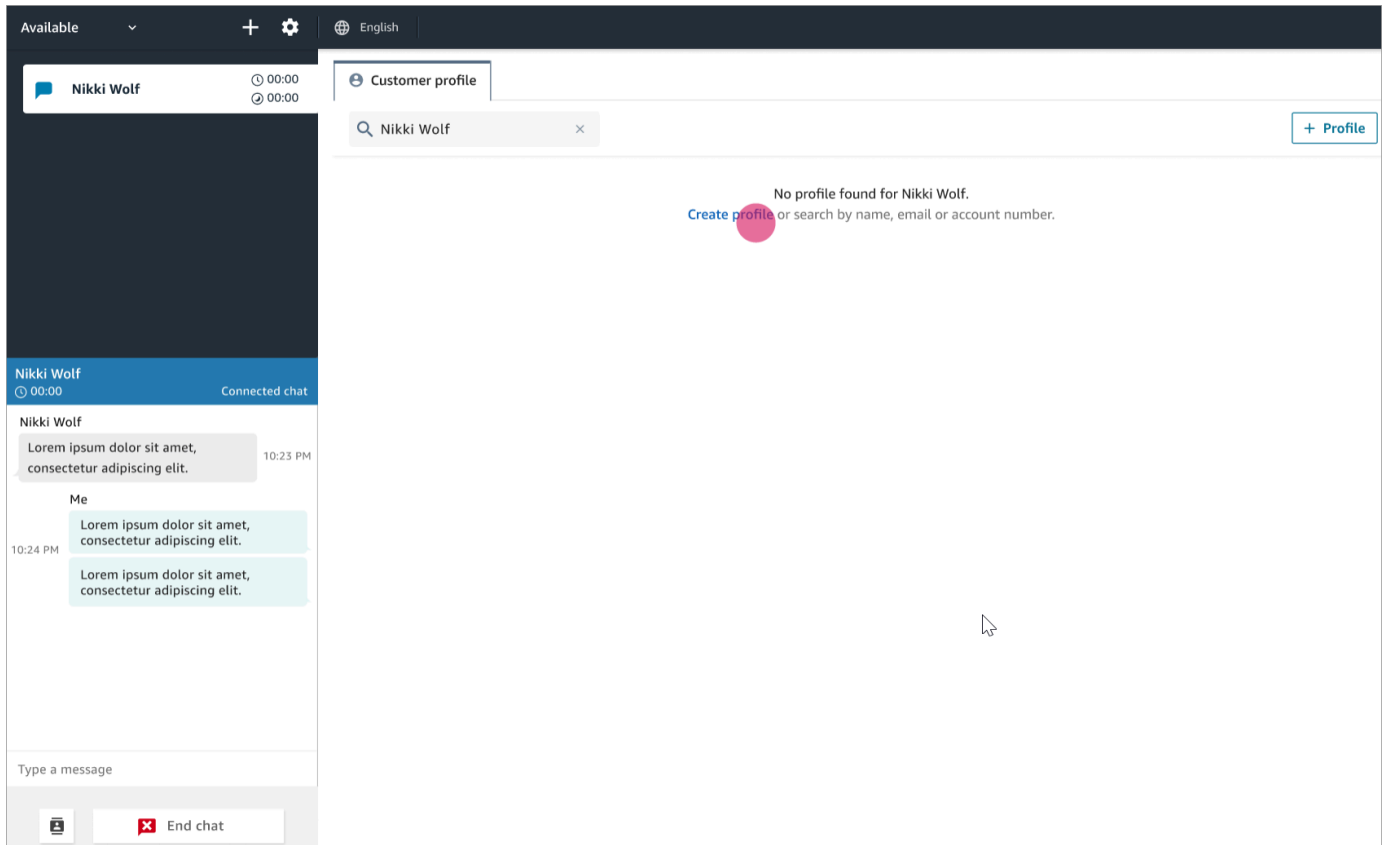 Available
English
Nikki Wolf
00:00
00:00
Customer profile
Nikki Wolf
+ Profile
No profile found for Nikki Wolf.
Create profile or search by name, email or account number.
Nikki Wolf
00:00
Connected chat
Nikki Wolf
Lorem ipsum dolor sit amet,
consectetur adipiscing elit.
10:23 PM
Me
Lorem ipsum dolor sit amet,
consectetur adipiscing elit.
10:24 PM
Lorem ipsum dolor sit amet,
consectetur adipiscing elit.
Type a message
End chat